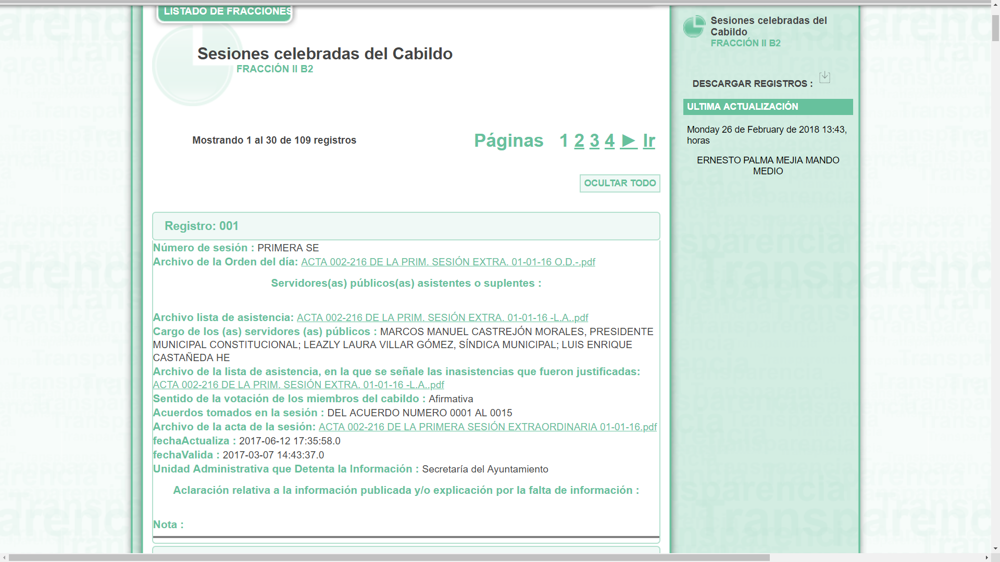 LISTADO DE FRACCIONES
Sesiones celebradas del Cabildo
FRACCIÓN II B2
Mostrando 1 al 30 de 109 registros
Páginas 1 2 3 4 ► Ir
OCULTAR TODO
Registro: 001
Número de sesión : PRIMERA SE
Archivo de la Orden del día: ACTA 002-216 DE LA PRIM. SESIÓN EXTRA. 01-01-16 O.D.-.pdf
Servidores(as) públicos(as) asistentes o suplentes :
Archivo lista de asistencia: ACTA 002-216 DE LA PRIM. SESIÓN EXTRA. 01-01-16 -L.A..pdf
Cargo de los (as) servidores (as) públicos : MARCOS MANUEL CASTREJÓN MORALES, PRESIDENTE
MUNICIPAL CONSTITUCIONAL; LEAZLY LAURA VILLAR GÓMEZ, SÍNDICA MUNICIPAL; LUIS ENRIQUE
CASTAÑEDA HE
Archivo de la lista de asistencia, en la que se señale las inasistencias que fueron justificadas:
ACTA 002-216 DE LA PRIM. SESIÓN EXTRA. 01-01-16 -L.A..pdf
Sentido de la votación de los miembros del cabildo : Afirmativa
Acuerdos tomados en la sesión : DEL ACUERDO NUMERO 0001 AL 0015
Archivo de la acta de la sesión: ACTA 002-216 DE LA PRIMERA SESIÓN EXTRAORDINARIA 01-01-16.pdf
fechaActualiza : 2017-06-12 17:35:58.0
fechaValida : 2017-03-07 14:43:37.0
Unidad Administrativa que Detenta la Información : Secretaría del Ayuntamiento
Aclaración relativa a la información publicada y/o explicación por la falta de información :
Nota :
Sesiones celebradas del
Cabildo
FRACCIÓN II B2
DESCARGAR REGISTROS :
ULTIMA ACTUALIZACIÓN
Monday 26 de February de 2018 13:43,
horas
ERNESTO PALMA MEJIA MANDO
MEDIO